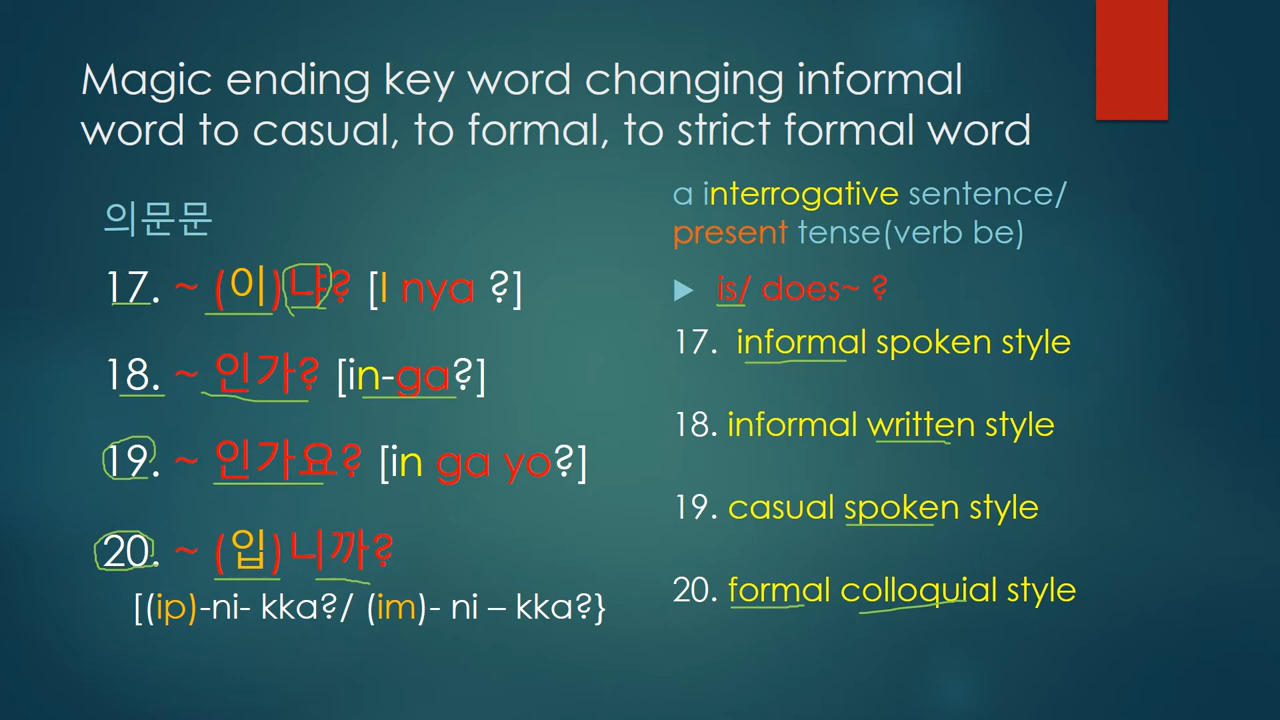 Magic ending key word changing informal
word to casual, to formal, to strict formal word
의문문
17. ~ (이)냐? [I nya ?]
18. ~ 인가? [in-ga?]
19. ~ 인가요? [in ga yo?]
20. ~ (입)니까?
[(ip)-ni- kka?/ (im)- ni – kka?}
a interrogative sentence/
present tense(verb be)
is/ does~ ?
17. informal spoken style
18. informal written style
19. casual spoken style
20. formal colloquial style